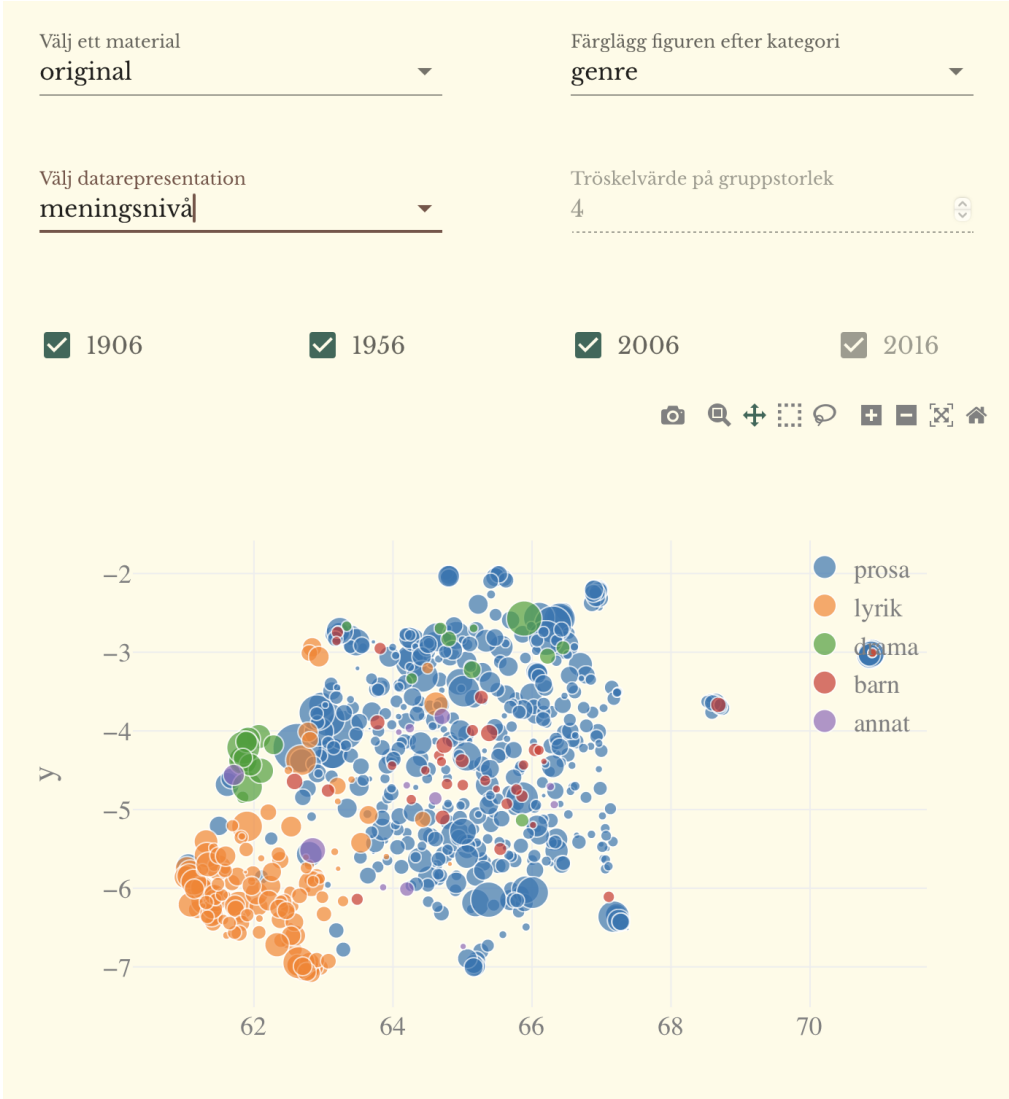 Välj ett material
Färglägg figuren efter kategori
original
genre
Välj datarepresentation
Tröskelvärde på gruppstorlek
meningsnivå
4
1906
1956
2006
2016
−2
−3
−4
−5
−6
−7
y
62
64
66
68
70
prosa
lyrik
drama
barn
annat